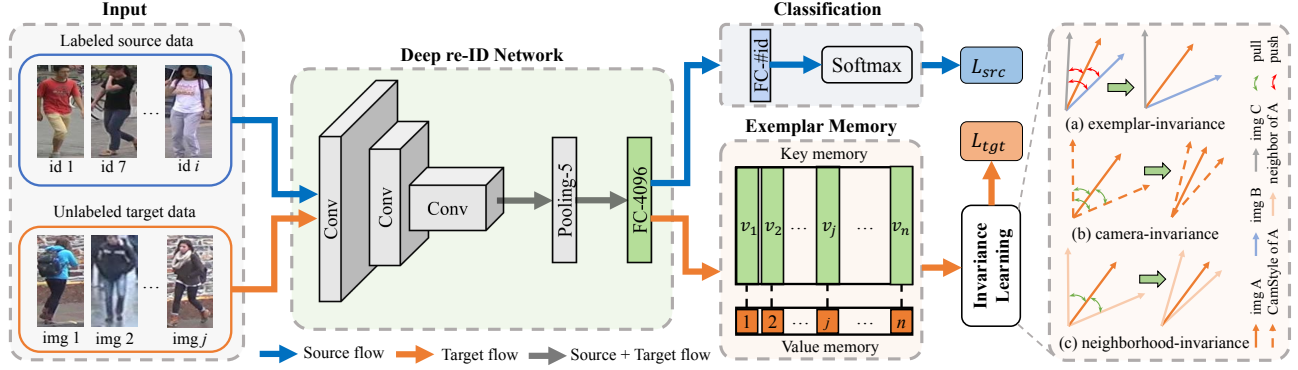 Input
Labeled source data
id 1
id 7
...
id i
Unlabeled target data
img 1
img 2
...
img j
Deep re-ID Network
Conv
Conv
Conv
Pooling-5
FC-4096
Source flow
Target flow
Source + Target flow
Classification
FC-#id
Softmax
L_src
Exemplar Memory
Key memory
v_1
v_2
...
v_j
...
v_n
1
2
...
j
...
n
Value memory
L_tgt
Invariance
Learning
(a) exemplar-invariance
(b) camera-invariance
(c) neighborhood-invariance
img A
img B
img C
pull
CamStyle of A
neighbor of A
push